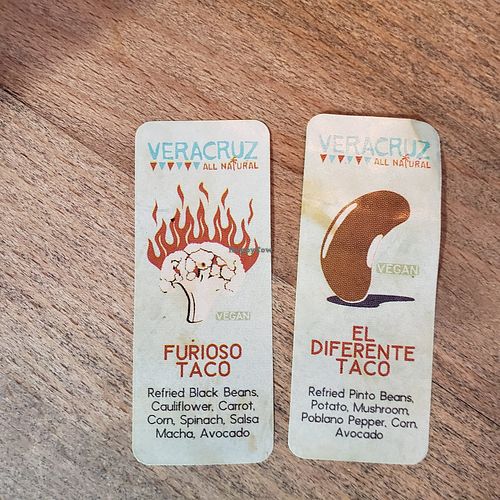 VERACRUZ
ALL NATURAL
VEGAN
FURIOSO
TACO
Refried Black Beans,
Cauliflower, Carrot,
Corn, Spinach, Salsa
Macha, Avocado
VERACRUZ
ALL NATURAL
VEGAN
EL
DIFERENTE
TACO
Refried Pinto Beans,
Potato, Mushroom,
Poblano Pepper, Corn,
Avocado